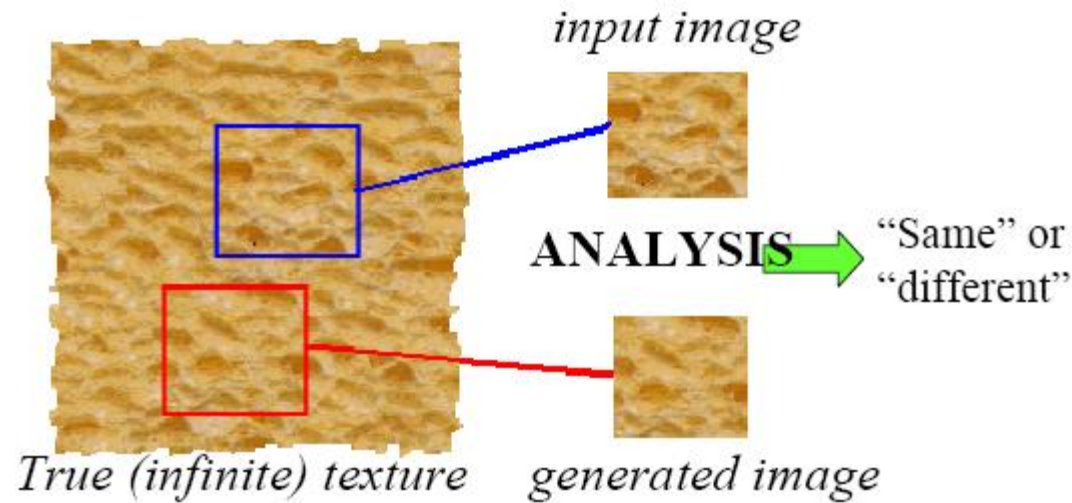 input image
ANALYSIS
“Same” or
“different”
True (infinite) texture
generated image